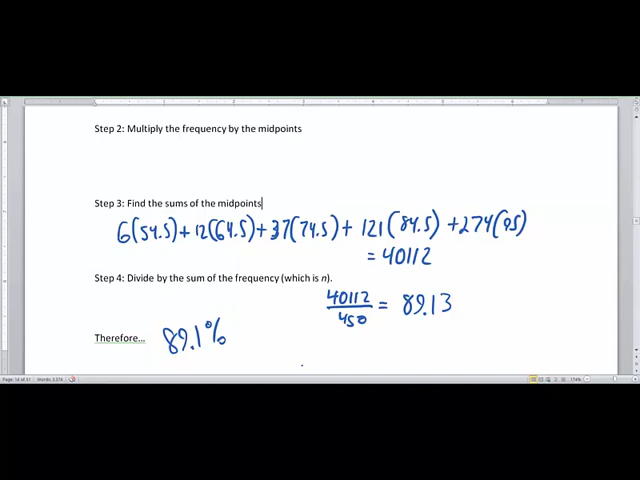 Step 2: Multiply the frequency by the midpoints
Step 3: Find the sums of the midpoints
6(54.5)+12(64.5)+37(74.5)+121(84.5)+274(95)
=40112
Step 4: Divide by the sum of the frequency (which is n).
40112/450 = 89.13
Therefore... 89.1%